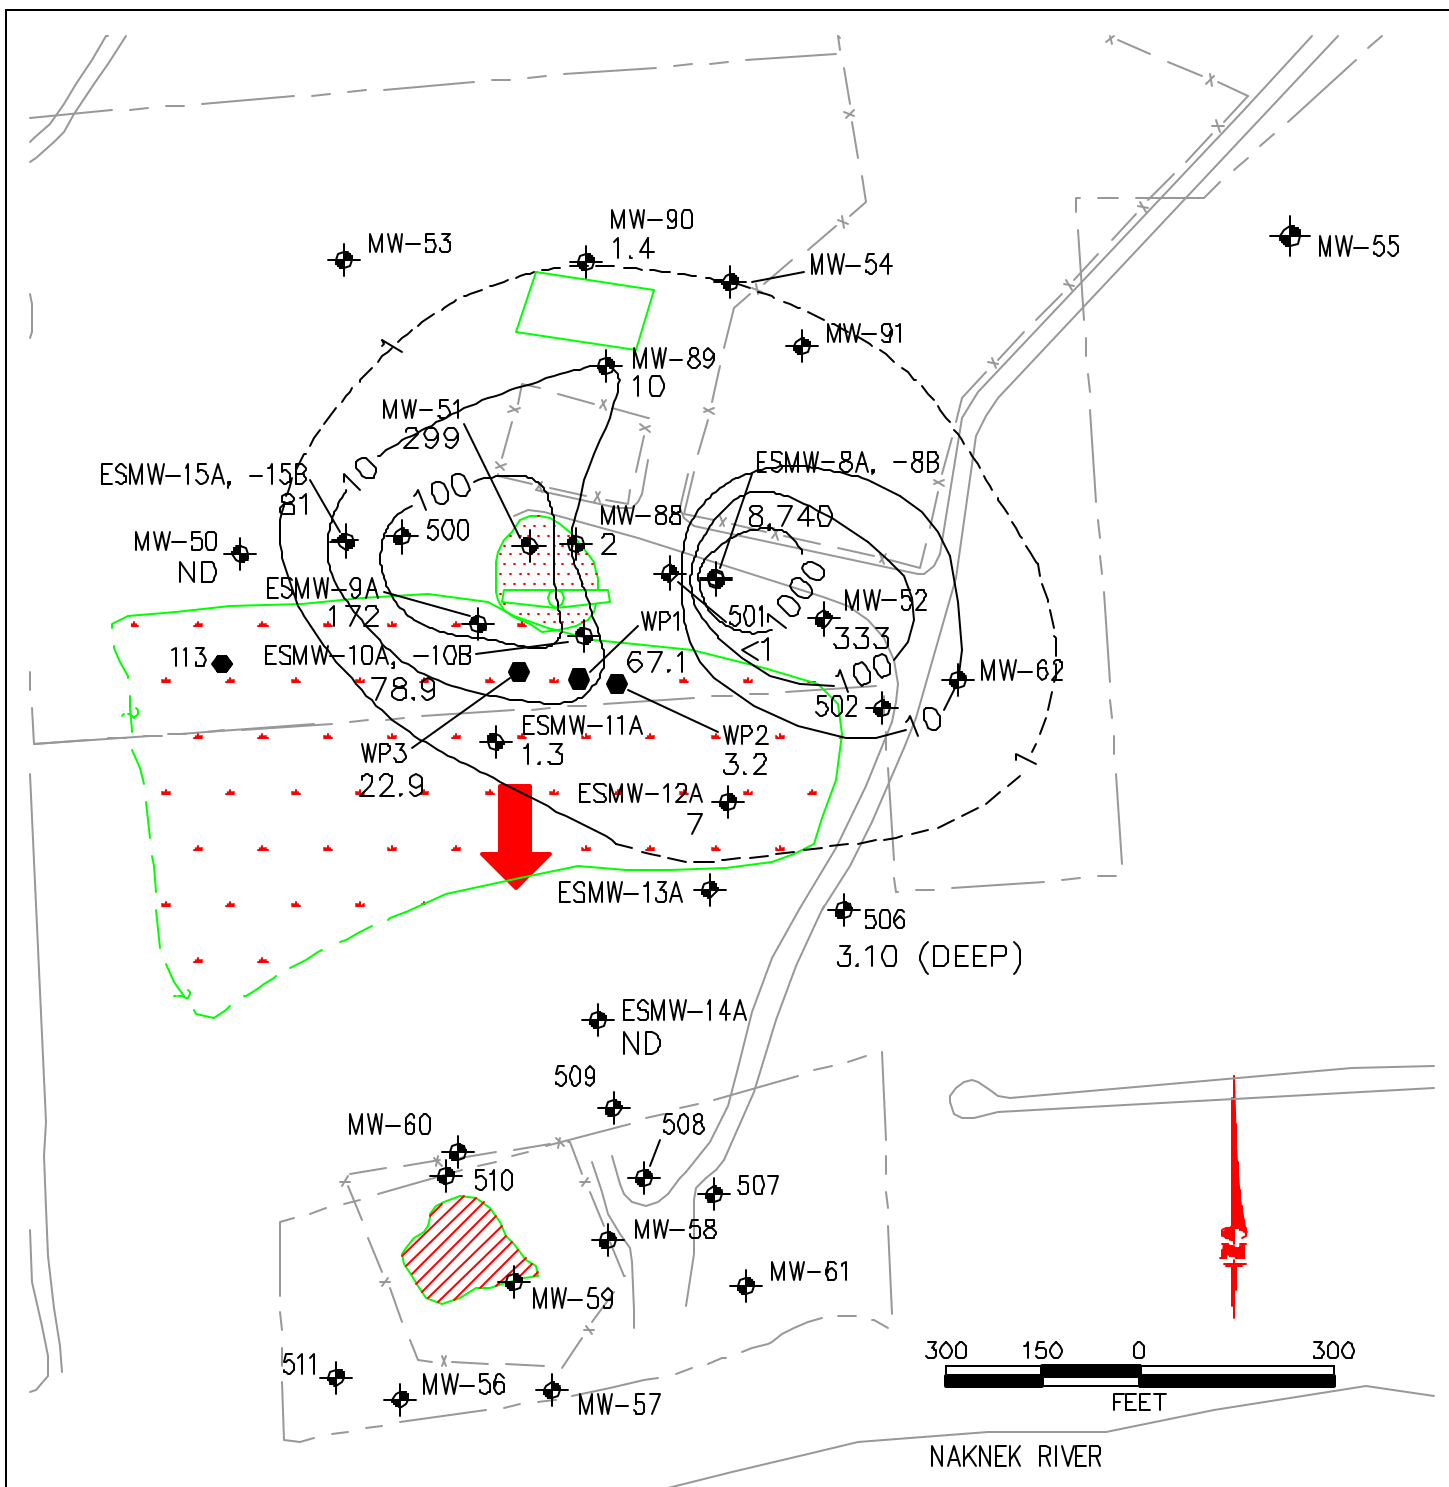 MW-90
1.4
MW-53
MW-54
MW-55
1
MW-91
MW-89
10
MW-51
299
ESMW-15A, -15B
81
10
100
ESMW-8A, -8B
8,740
500
MW-88
2
MW-50
ND
ESMW-9A
172
1000
501
<1
MW-52
333
WP1
67.1
113
ESMW-10A, -10B
78.9
100
MW-62
502
10
ESMW-11A
1.3
WP3
22.9
WP2
3.2
1
ESMW-12A
7
ESMW-13A
506
3.10 (DEEP)
ESMW-14A
ND
509
MW-60
508
510
507
MW-58
MW-61
MW-59
N
511
MW-56
MW-57
300 150 0 300
FEET
NAKNEK RIVER